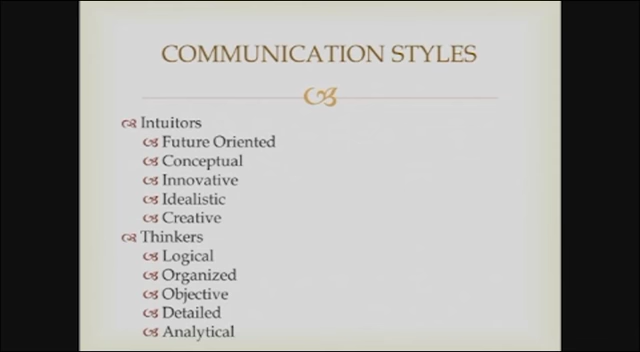 COMMUNICATION STYLES
Intuitors
Future Oriented
Conceptual
Innovative
Idealistic
Creative
Thinkers
Logical
Organized
Objective
Detailed
Analytical